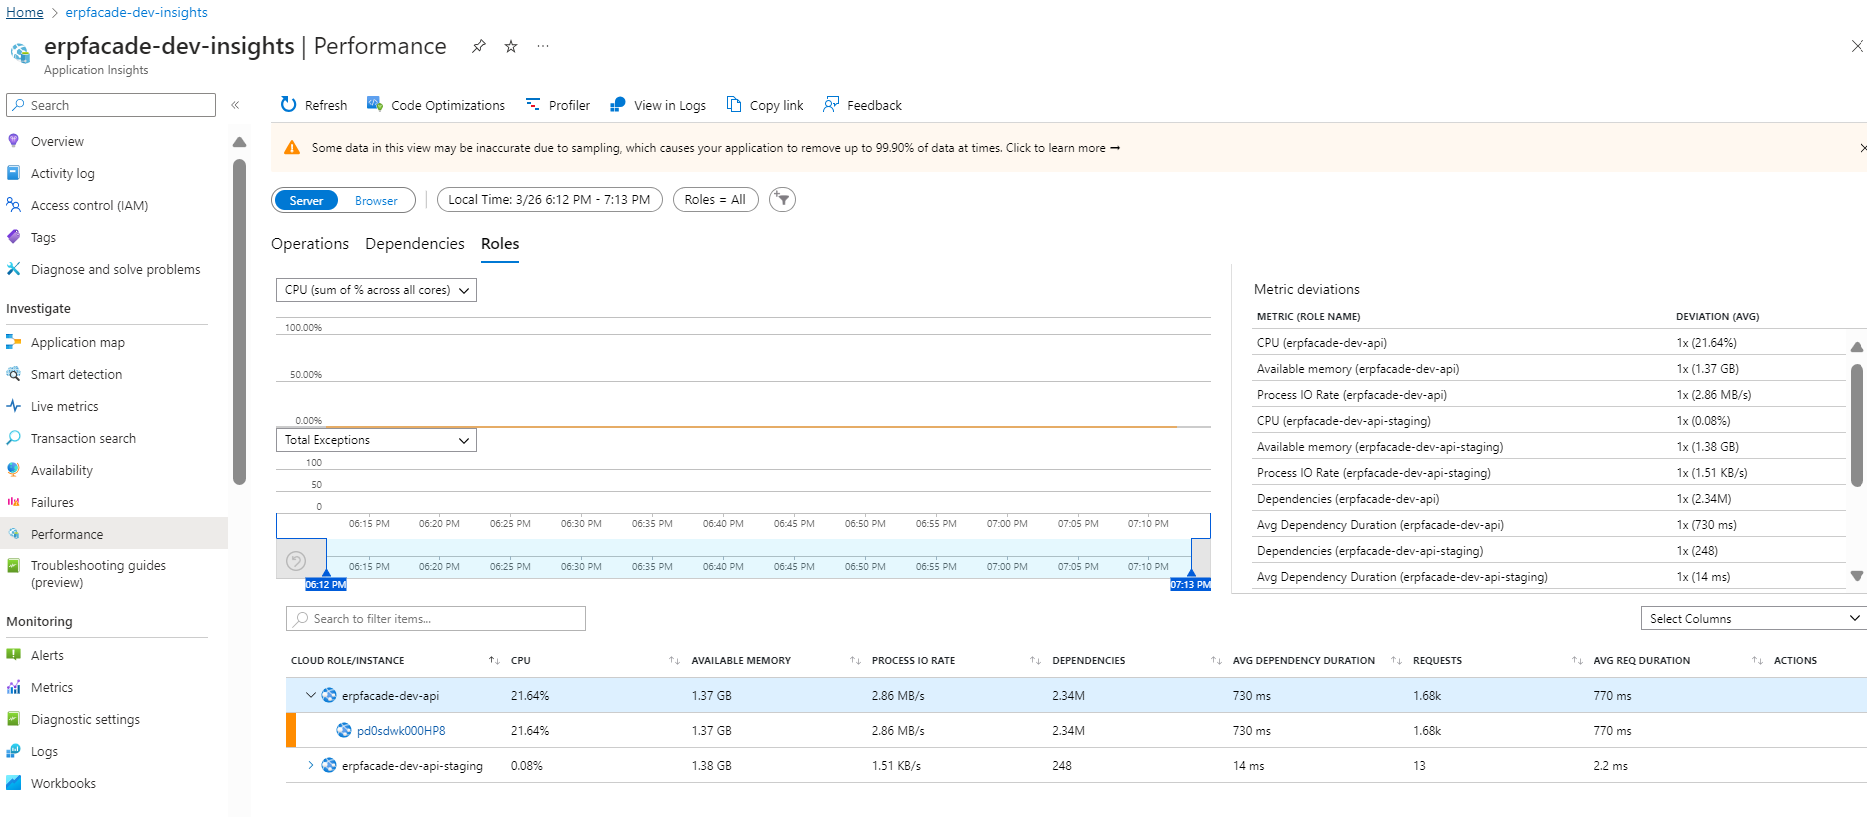 Home > erpfacade-dev-insights
erpfacade-dev-insights | Performance
Application Insights
Search
Overview
Activity log
Access control (IAM)
Tags
Diagnose and solve problems
Investigate
Application map
Smart detection
Live metrics
Transaction search
Availability
Failures
Performance
Troubleshooting guides
(preview)
Monitoring
Alerts
Metrics
Diagnostic settings
Logs
Workbooks
Refresh Code Optimizations Profiler View in Logs Copy link Feedback
Some data in this view may be inaccurate due to sampling, which causes your application to remove up to 99.90% of data at times. Click to learn more →
Server Browser Local Time: 3/26 6:12 PM - 7:13 PM Roles = All
Operations Dependencies Roles
CPU (sum of % across all cores)
100.00%
50.00%
0.00%
Total Exceptions
100
50
0
06:15 PM 06:20 PM 06:25 PM 06:30 PM 06:35 PM 06:40 PM 06:45 PM 06:50 PM 06:55 PM 07:00 PM 07:05 PM 07:10 PM
06:15 PM 06:20 PM 06:25 PM 06:30 PM 06:35 PM 06:40 PM 06:45 PM 06:50 PM 06:55 PM 07:00 PM 07:05 PM 07:10 PM
06:12 PM 07:13 PM
Metric deviations
METRIC (ROLE NAME) DEVIATION (AVG)
CPU (erpfacade-dev-api) 1x (21.64%)
Available memory (erpfacade-dev-api) 1x (1.37 GB)
Process IO Rate (erpfacade-dev-api) 1x (2.86 MB/s)
CPU (erpfacade-dev-api-staging) 1x (0.08%)
Available memory (erpfacade-dev-api-staging) 1x (1.38 GB)
Process IO Rate (erpfacade-dev-api-staging) 1x (1.51 KB/s)
Dependencies (erpfacade-dev-api) 1x (2.34M)
Avg Dependency Duration (erpfacade-dev-api) 1x (730 ms)
Dependencies (erpfacade-dev-api-staging) 1x (248)
Avg Dependency Duration (erpfacade-dev-api-staging) 1x (14 ms)
Search to filter items...
Select Columns
CLOUD ROLE/INSTANCE CPU AVAILABLE MEMORY PROCESS IO RATE DEPENDENCIES AVG DEPENDENCY DURATION REQUESTS AVG REQ DURATION ACTIONS
erpfacade-dev-api 21.64% 1.37 GB 2.86 MB/s 2.34M 730 ms 1.68k 770 ms
pd0sdwk000HP8 21.64% 1.37 GB 2.86 MB/s 2.34M 730 ms 1.68k 770 ms
erpfacade-dev-api-staging 0.08% 1.38 GB 1.51 KB/s 248 14 ms 13 2.2 ms